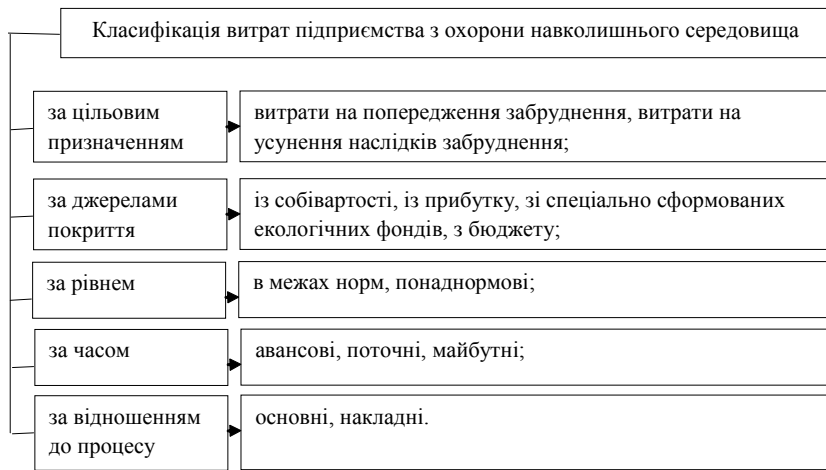 Класифікація витрат підприємства з охорони навколишнього середовища
за цільовим
призначенням
витрати на попередження забруднення, витрати на
усунення наслідків забруднення;
за джерелами
покриття
із собівартості, із прибутку, зі спеціально сформованих
екологічних фондів, з бюджету;
за рівнем
в межах норм, понаднормові;
за часом
авансові, поточні, майбутні;
за відношенням
до процесу
основні, накладні.